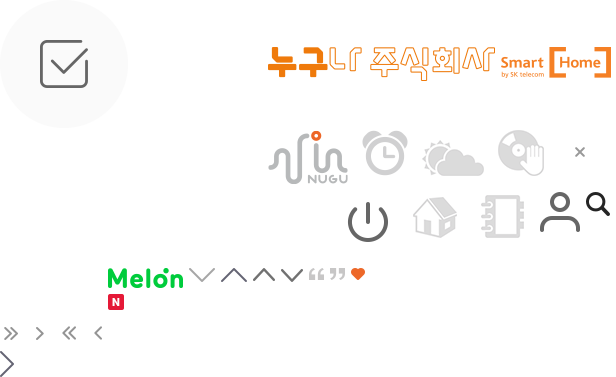 누구나 주식회사 Smart [Home]
by SK telecom
NUGU
Melon
N